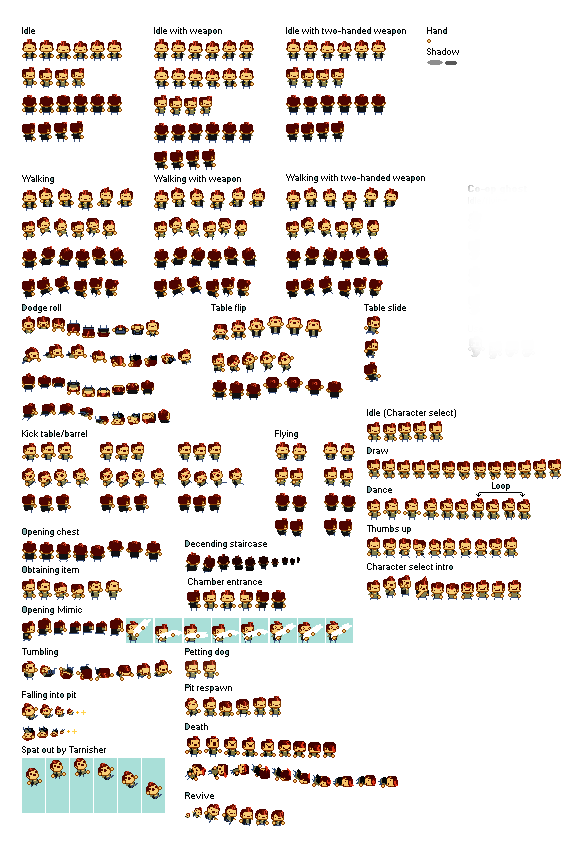 Idle
Idle with weapon
Idle with two-handed weapon
Hand
Shadow
Walking
Walking with weapon
Walking with two-handed weapon
Dodge roll
Table flip
Table slide
Idle (Character select)
Kick table/barrel
Flying
Draw
Loop
Dance
Opening chest
Decending staircase
Thumbs up
Obtaining item
Chamber entrance
Character select intro
Opening Mimic
Tumbling
Petting dog
Falling into pit
Pit respawn
Death
Spat out by Tarnisher
Revive